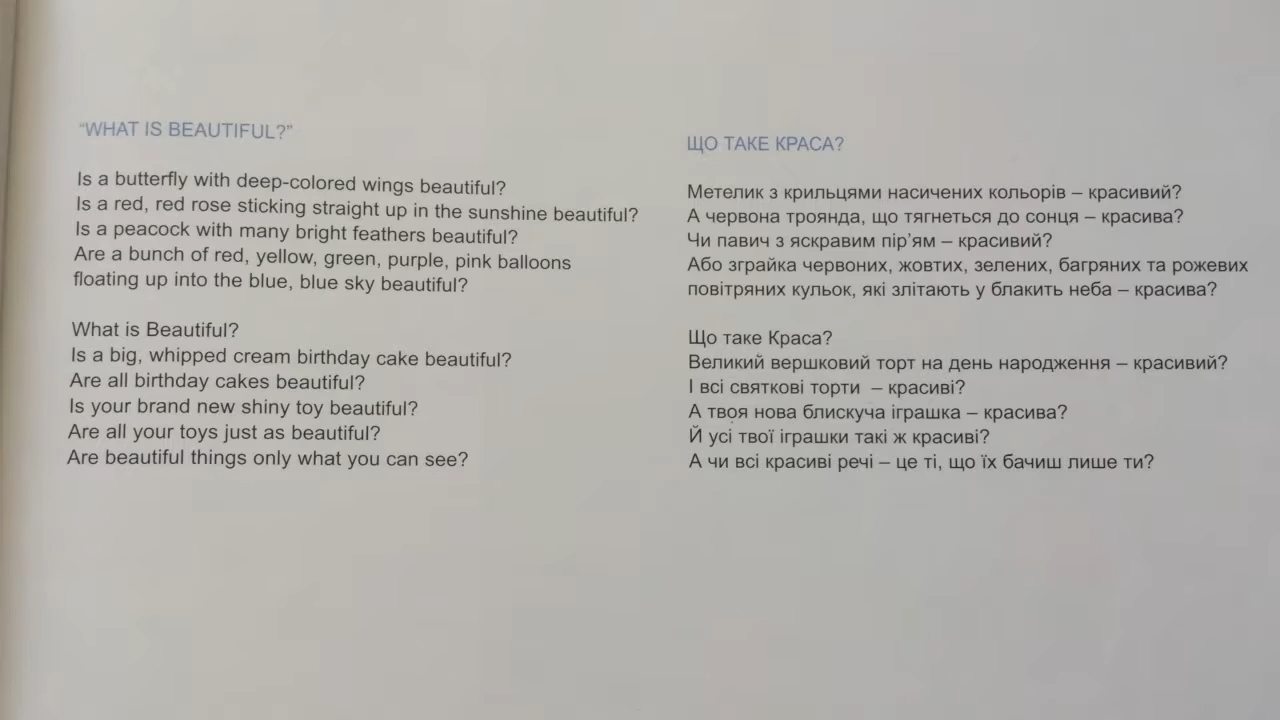 “WHAT IS BEAUTIFUL?”
Is a butterfly with deep-colored wings beautiful?
Is a red, red rose sticking straight up in the sunshine beautiful?
Is a peacock with many bright feathers beautiful?
Are a bunch of red, yellow, green, purple, pink balloons
floating up into the blue, blue sky beautiful?
What is Beautiful?
Is a big, whipped cream birthday cake beautiful?
Are all birthday cakes beautiful?
Is your brand new shiny toy beautiful?
Are all your toys just as beautiful?
Are beautiful things only what you can see?
ЩО ТАКЕ КРАСА?
Метелик з крильцями насичених кольорів – красивий?
А червона троянда, що тягнеться до сонця – красива?
Чи павич з яскравим пір’ям – красивий?
Або зграйка червоних, жовтих, зелених, багряних та рожевих
повітряних кульок, які злітають у блакить неба – красива?
Що таке Краса?
Великий вершковий торт на день народження – красивий?
І всі святкові торти – красиві?
А твоя нова блискуча іграшка – красива?
Й усі твої іграшки такі ж красиві?
А чи всі красиві речі – це ті, що їх бачиш лише ти?